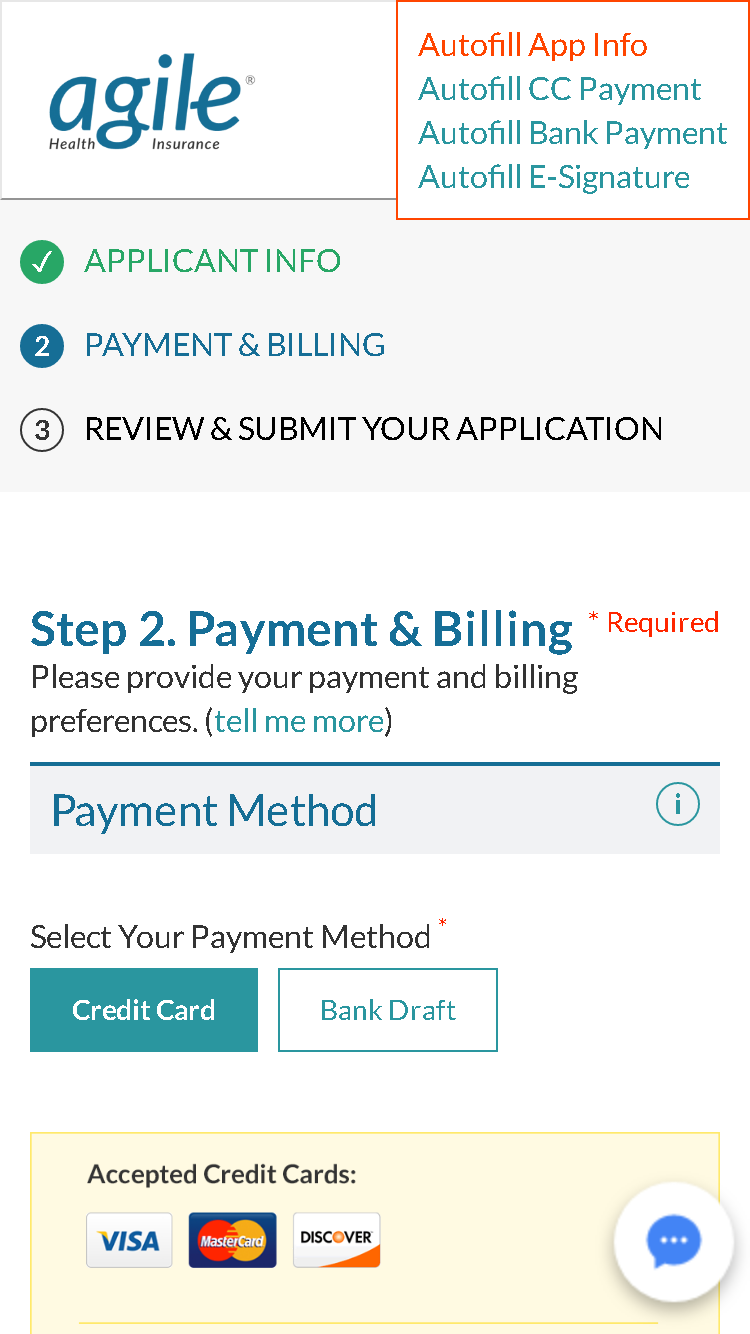 agile®
Health Insurance
Autofill App Info
Autofill CC Payment
Autofill Bank Payment
Autofill E-Signature
✓ APPLICANT INFO
2 PAYMENT & BILLING
3 REVIEW & SUBMIT YOUR APPLICATION
Step 2. Payment & Billing * Required
Please provide your payment and billing
preferences. (tell me more)
Payment Method i
Select Your Payment Method *
Credit Card Bank Draft
Accepted Credit Cards:
VISA MasterCard DISCOVER